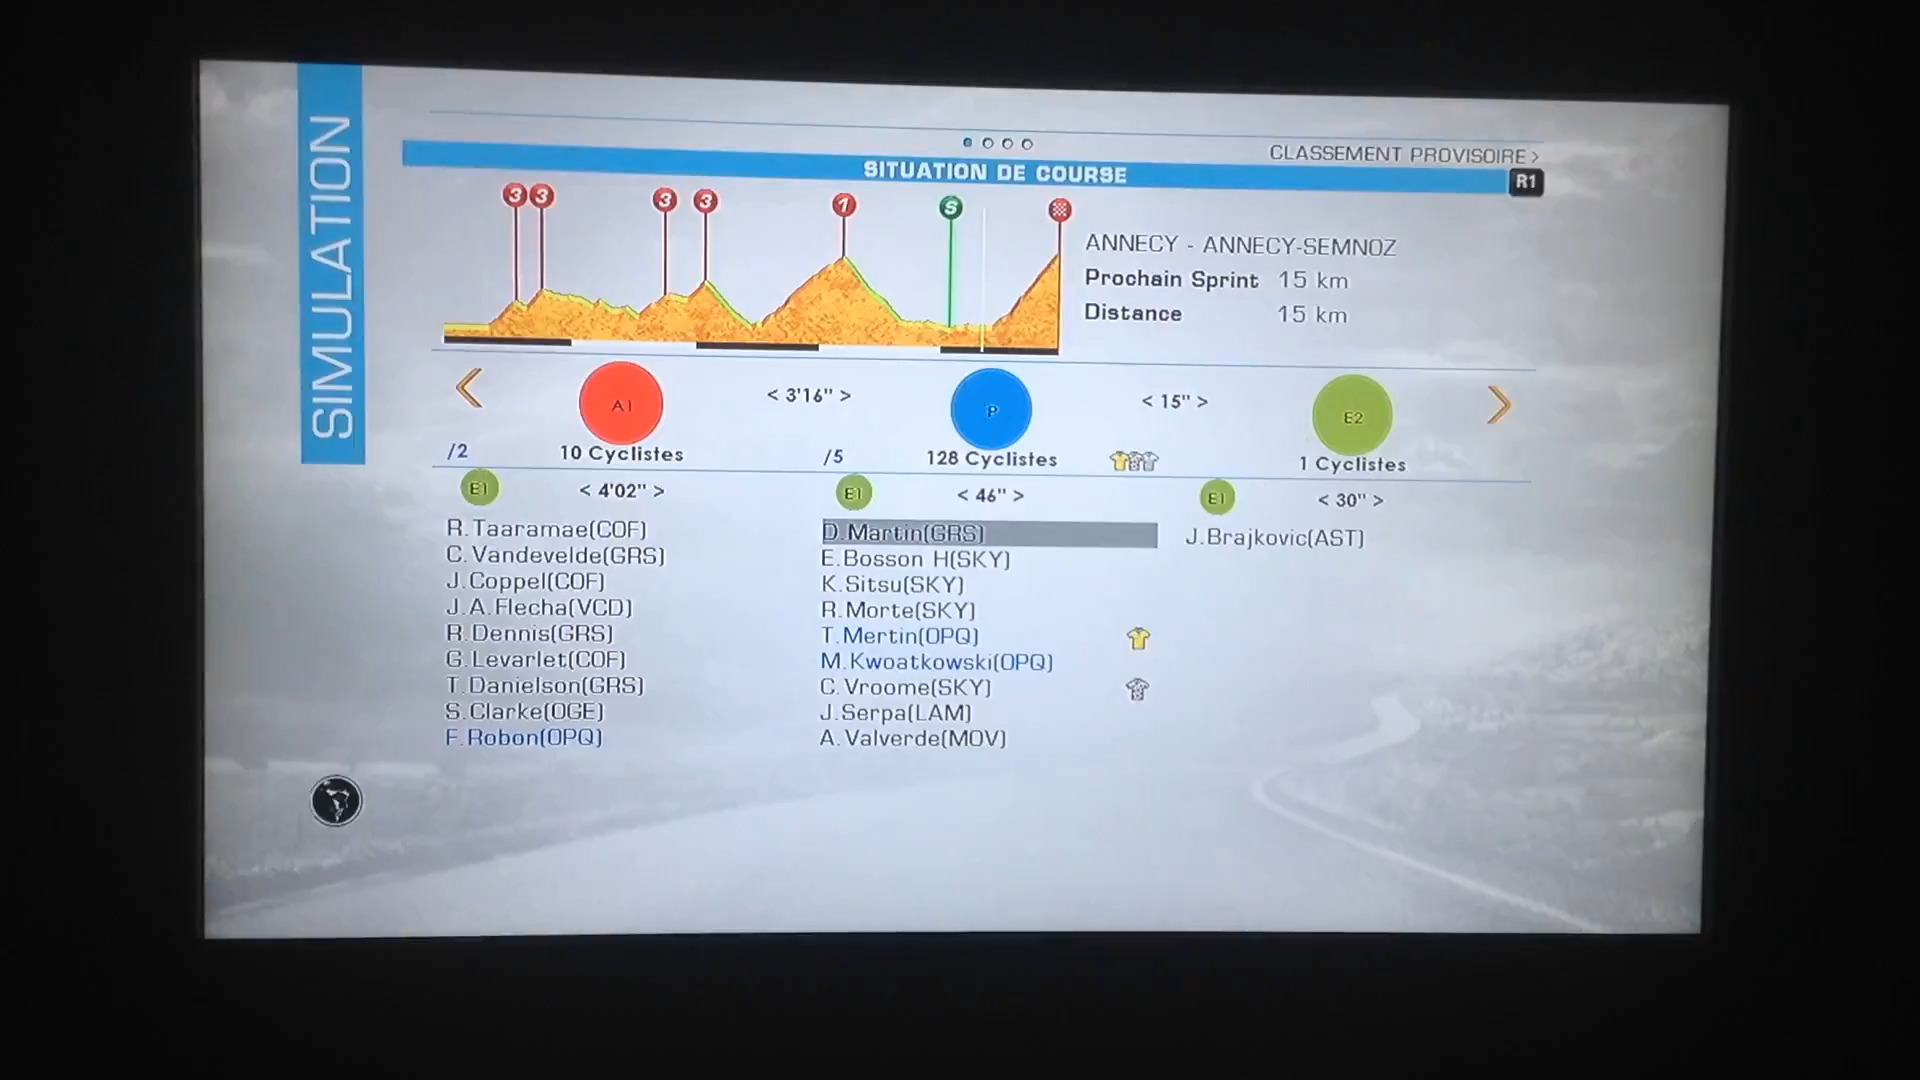 SIMULATION
CLASSEMENT PROVISOIRE >
SITUATION DE COURSE
R1
3 3 3 3 1 S
ANNECY - ANNECY-SEMNOZ
Prochain Sprint 15 km
Distance 15 km
A1 < 3'16" > P < 15" > E2
/2 10 Cyclistes /5 128 Cyclistes 1 Cyclistes
E1 < 4'02" > E1 < 46" > E1 < 30" >
R.Taaramae(COF)
C.Vandevelde(GRS)
J.Coppel(COF)
J.A.Flecha(VCD)
R.Dennis(GRS)
G.Levarlet(COF)
T.Danielson(GRS)
S.Clarke(OGE)
F.Robon(OPQ)
D.Martin(GRS)
E.Bosson H(SKY)
K.Sitsu(SKY)
R.Morte(SKY)
T.Mertin(OPQ)
M.Kwoatkowski(OPQ)
C.Vroome(SKY)
J.Serpa(LAM)
A.Valverde(MOV)
J.Brajkovic(AST)